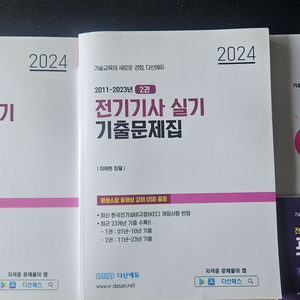 2024
기
기술교육의 새로운 경험, 다산에듀
2024
2011-2023년 2권
전기기사 실기
기출문제집
| 이재현 집필 |
평생소장 동영상 강의 USB 증정
• 최신 한국전기설비규정(KEC) 개정사항 반영
• 최근 23개년 기출 수록!!
- 1권 : 01년~10년 기출
- 2권 : 11년~23년 기출
다산에듀
www.e-dasan.net
자격증 문제풀이 앱
다산패스
자격증 문제풀이 앱
다산패스